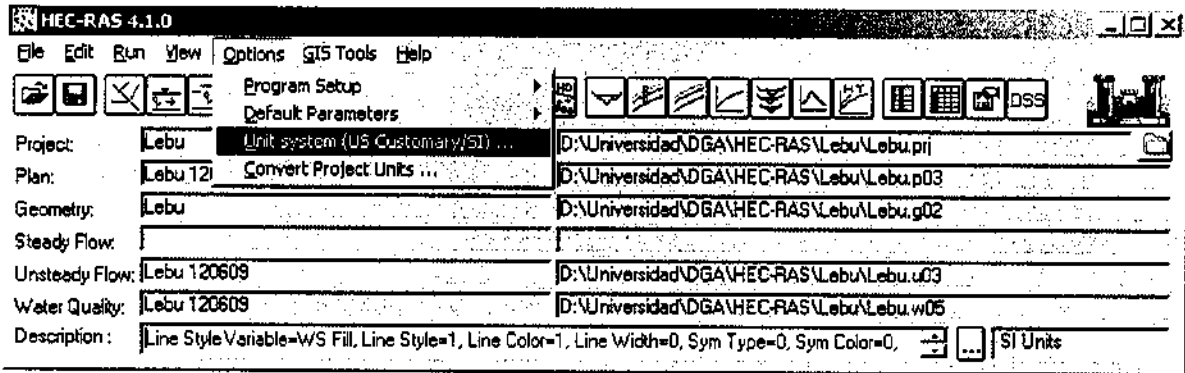 HEC-RAS 4.1.0
File Edit Run View Options GIS Tools Help
Program Setup
Default Parameters
Unit system (US Customary/SI) ...
Convert Project Units ...
DSS
Project: Lebu D:\Universidad\DGA\HEC-RAS\Lebu\Lebu.prj
Plan: Lebu 12 D:\Universidad\DGA\HEC-RAS\Lebu\Lebu.p03
Geometry: Lebu D:\Universidad\DGA\HEC-RAS\Lebu\Lebu.g02
Steady Flow:
Unsteady Flow: Lebu 120609 D:\Universidad\DGA\HEC-RAS\Lebu\Lebu.u03
Water Quality: Lebu 120609 D:\Universidad\DGA\HEC-RAS\Lebu\Lebu.w05
Description : Line StyleVariable=WS Fill, Line Style=1, Line Color=1, Line Width=0, Sym Type=0, Sym Color=0, ... SI Units